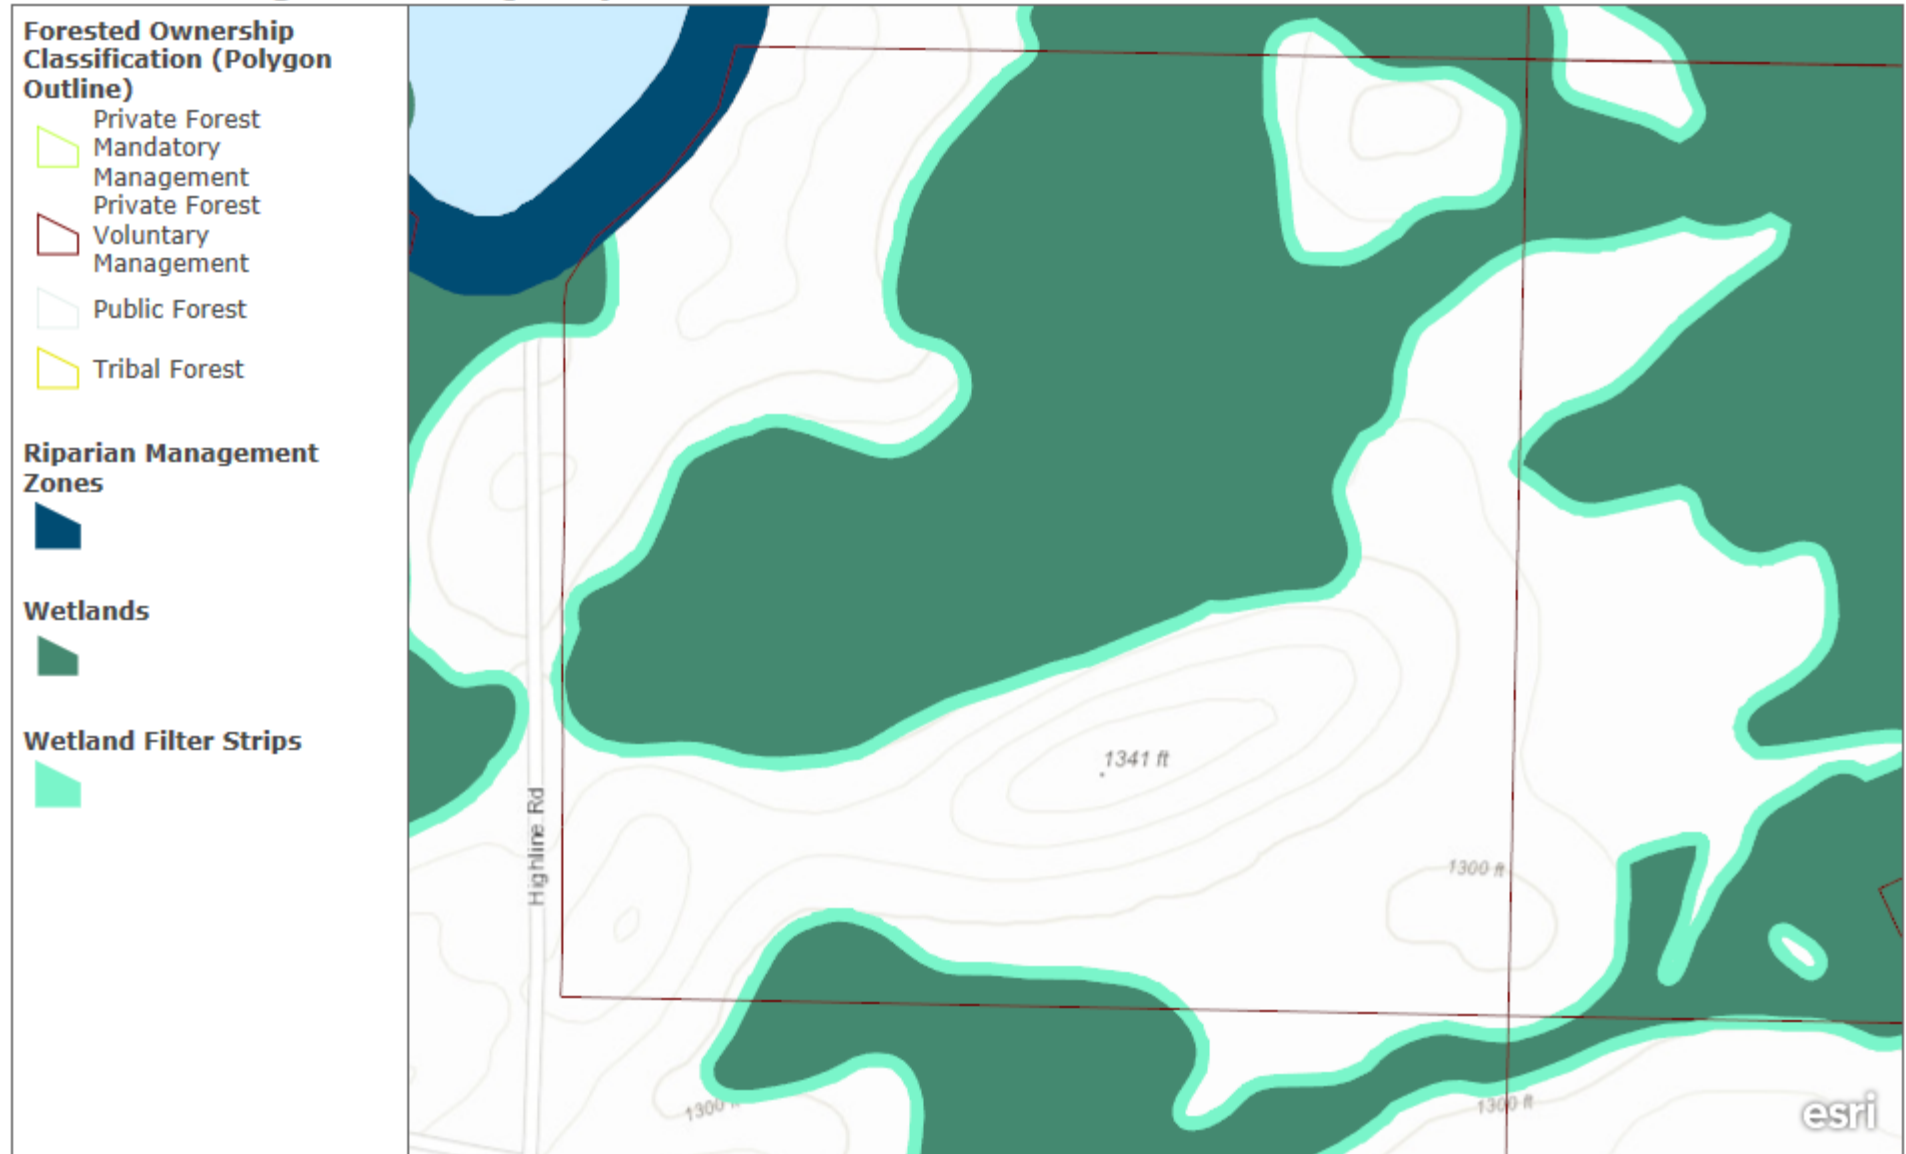 Forested Ownership
Classification (Polygon
Outline)
Private Forest
Mandatory
Management
Private Forest
Voluntary
Management
Public Forest
Tribal Forest
Riparian Management
Zones
Wetlands
Wetland Filter Strips
1341 ft
Highline Rd
1300 ft
1300
1300 ft
esri